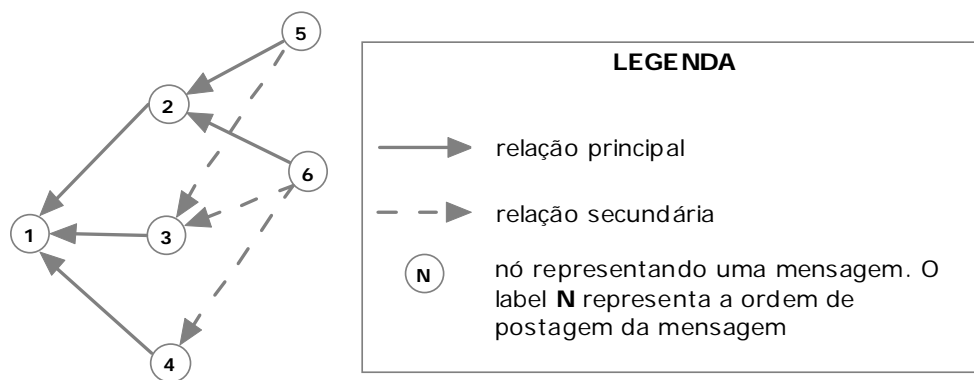 5
2
6
1
3
4
LEGENDA
relação principal
relação secundária
N
nó representando uma mensagem. O
label N representa a ordem de
postagem da mensagem